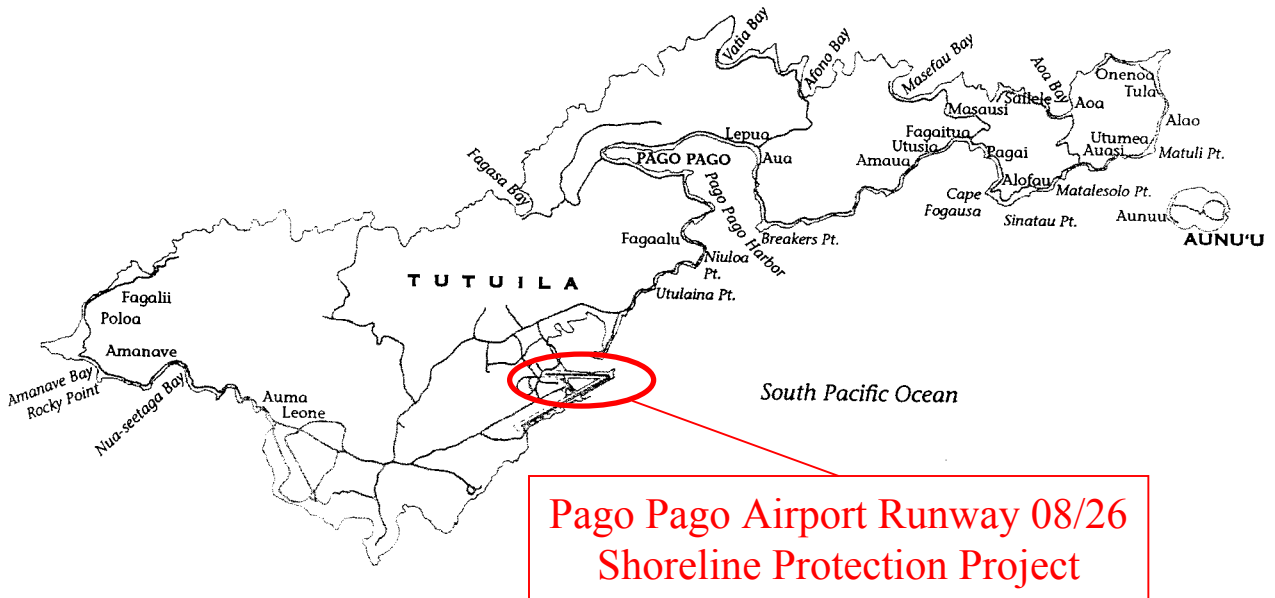 Vatia Bay
Afono Bay
Masefau Bay
Aoa Bay
Onenoa
Tula
Sailele
Aoa
Masausi
Alao
Lepua
Fagaitua
Utumea
PAGO PAGO
Aua
Utusia
Pagai
Auasi
Matuli Pt.
Amaua
Fagasa Bay
Pago Pago Harbor
Alofau
Matalesolo Pt.
Cape
Fogausa
Sinatau Pt.
Aunuu
AUNU'U
Fagaalu
Breakers Pt.
Niuloa
Pt.
TUTUILA
Utulaina Pt.
Fagalii
Poloa
Amanave
Amanave Bay
Rocky Point
Nua-seetaga Bay
Auma
Leone
South Pacific Ocean
Pago Pago Airport Runway 08/26
Shoreline Protection Project